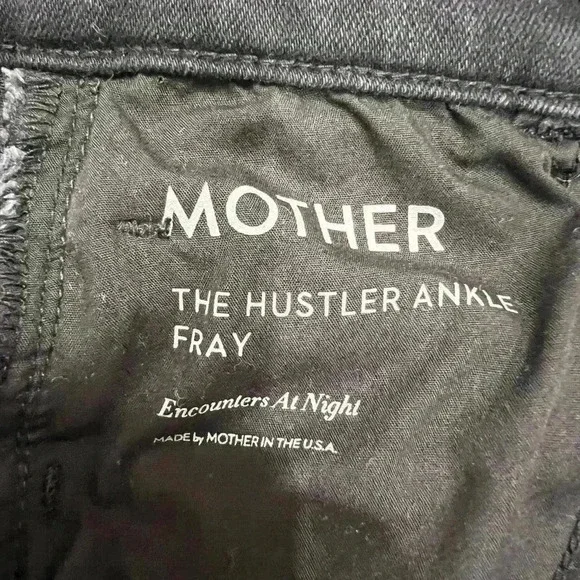 MOTHER
THE HUSTLER ANKLE
FRAY
Encounters At Night
MADE by MOTHER IN THE U.S.A.